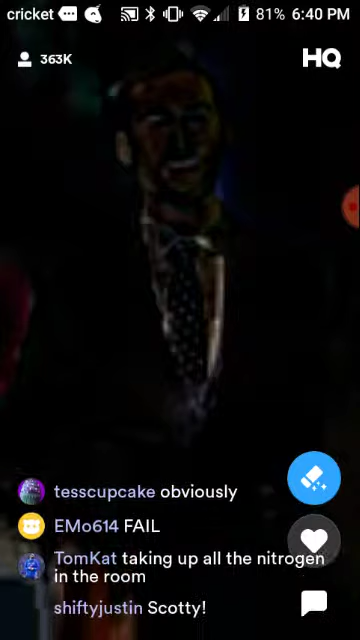 cricket 81% 6:40 PM
363K HQ
tesscupcake obviously
EMo614 FAIL
TomKat taking up all the nitrogen
in the room
shiftyjustin Scotty!